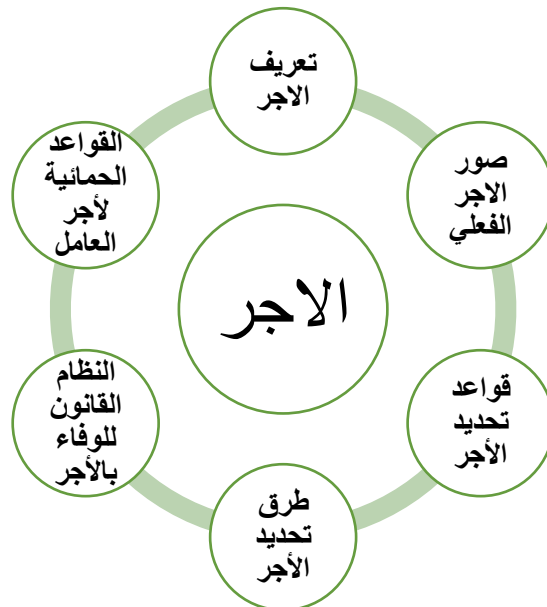 تعريف
الاجر
صور
الاجر
الفعلي
قواعد
تحديد
الأجر
طرق
تحديد
الأجر
النظام
القانون
للوفاء
بالأجر
القواعد
الحمائية
لأجر
العامل
الاجر